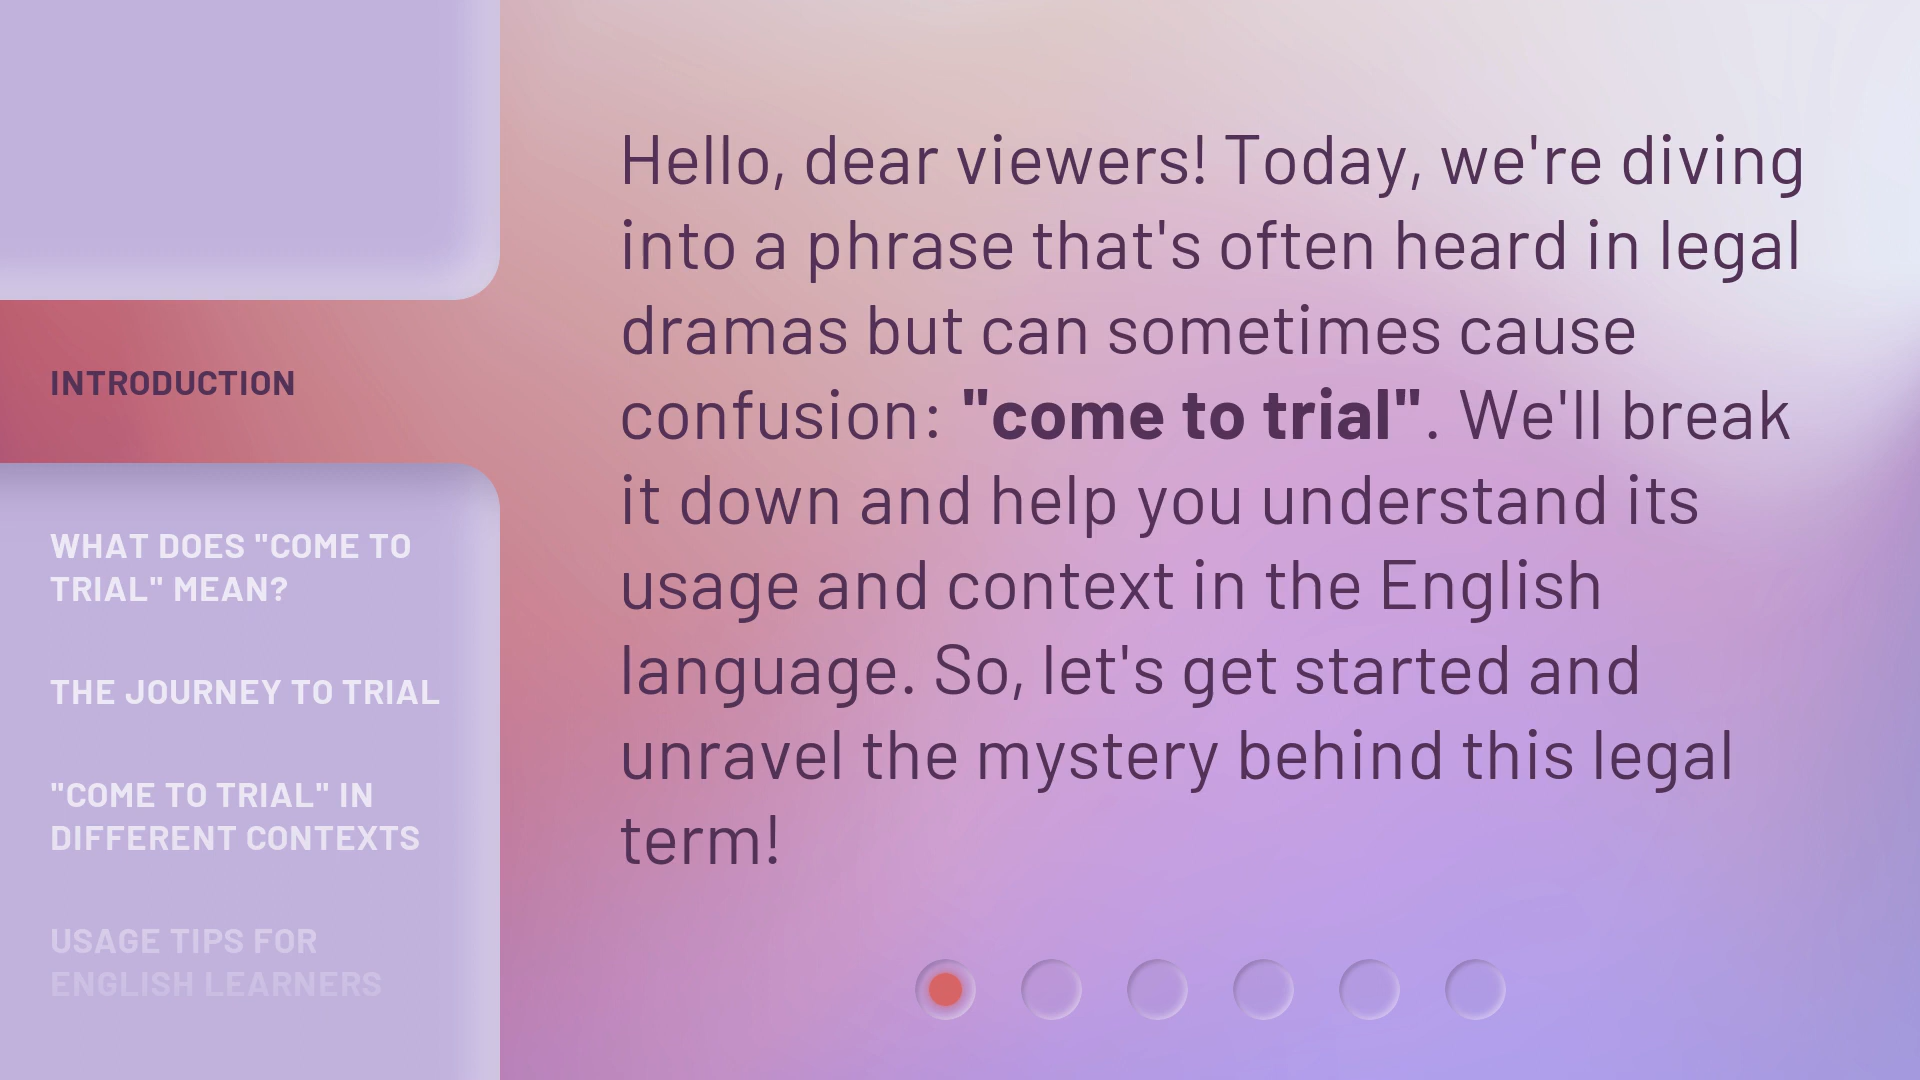 INTRODUCTION
WHAT DOES "COME TO
TRIAL" MEAN?
THE JOURNEY TO TRIAL
"COME TO TRIAL" IN
DIFFERENT CONTEXTS
USAGE TIPS FOR
ENGLISH LEARNERS
Hello, dear viewers! Today, we're diving
into a phrase that's often heard in legal
dramas but can sometimes cause
confusion: "come to trial". We'll break
it down and help you understand its
usage and context in the English
language. So, let's get started and
unravel the mystery behind this legal
term!